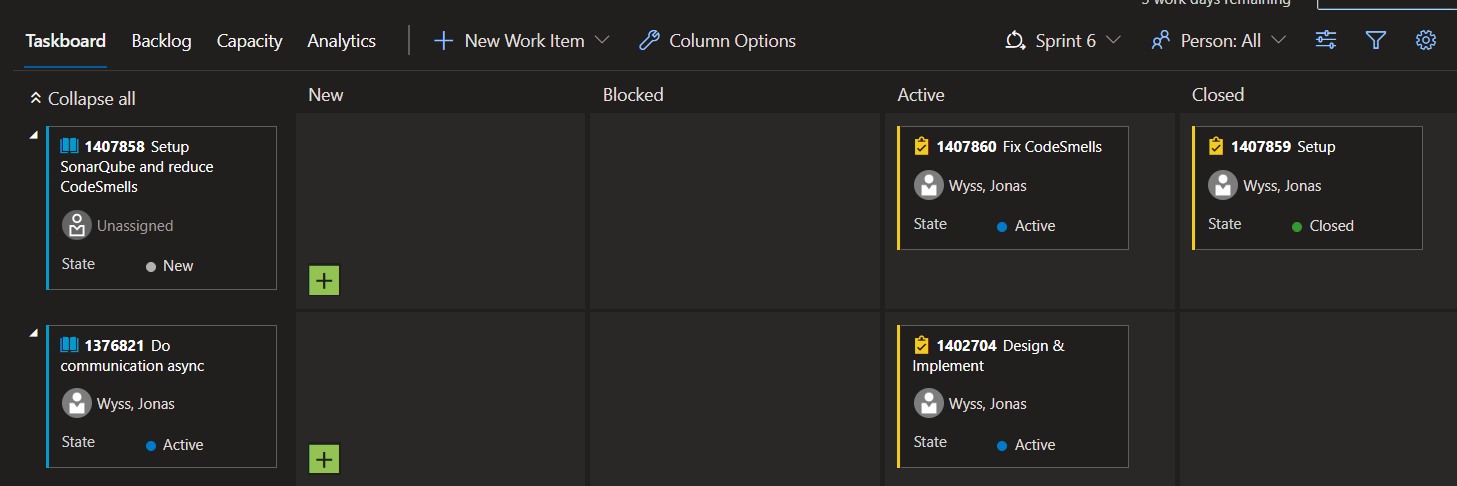 5 work days remaining
Taskboard Backlog Capacity Analytics New Work Item Column Options Sprint 6 Person: All
Collapse all New Blocked Active Closed
1407858 Setup
SonarQube and reduce
CodeSmells
Unassigned
State New
1407860 Fix CodeSmells
Wyss, Jonas
State Active
1407859 Setup
Wyss, Jonas
State Closed
1376821 Do
communication async
Wyss, Jonas
State Active
1402704 Design &
Implement
Wyss, Jonas
State Active